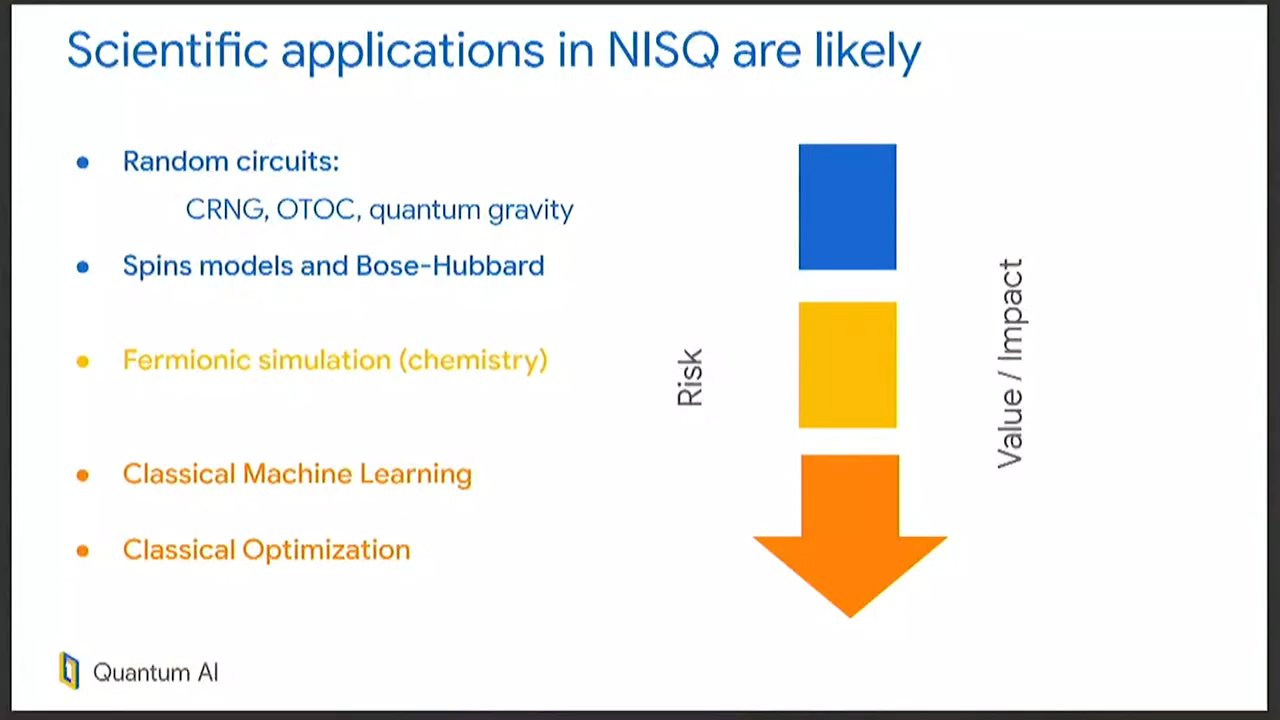 Scientific applications in NISQ are likely
Random circuits:
CRNG, OTOC, quantum gravity
Spins models and Bose-Hubbard
Fermionic simulation (chemistry)
Classical Machine Learning
Classical Optimization
Risk
Value / Impact
Quantum AI